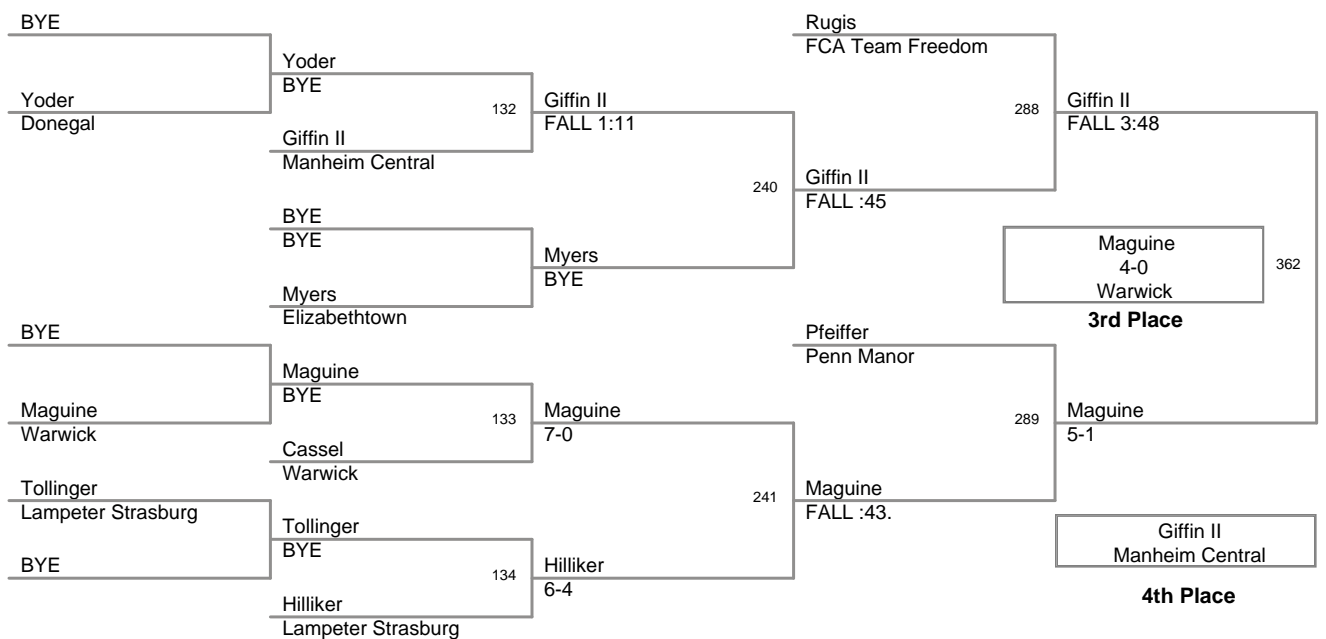 BYE
Yoder
Donegal
Yoder
BYE
132
Giffin II
Manheim Central
Giffin II
FALL 1:11
BYE
BYE
Myers
Elizabethtown
Myers
BYE
240
Giffin II
FALL :45
Rugis
FCA Team Freedom
288
Giffin II
FALL 3:48
Maguine
4-0
Warwick
3rd Place
362
BYE
Maguine
Warwick
Maguine
BYE
133
Cassel
Warwick
Maguine
7-0
Tollinger
Lampeter Strasburg
BYE
Tollinger
BYE
134
Hilliker
Lampeter Strasburg
Hilliker
6-4
241
Maguine
FALL :43.
Pfeiffer
Penn Manor
289
Maguine
5-1
Giffin II
Manheim Central
4th Place